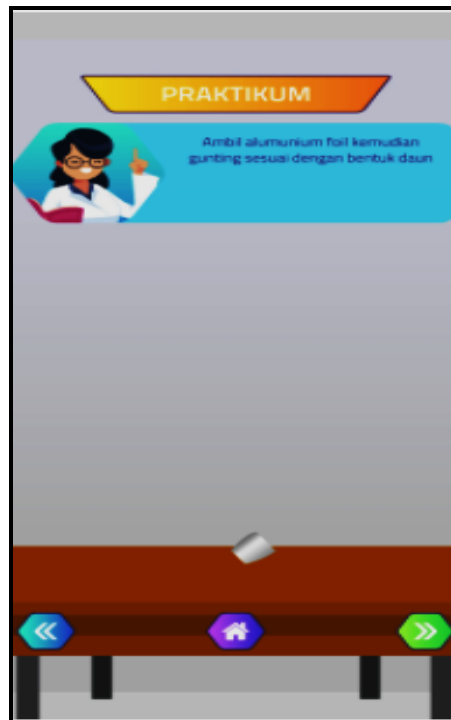 PRAKTIKUM
Ambil alumunium foil kemudian
gunting sesuai dengan bentuk daun